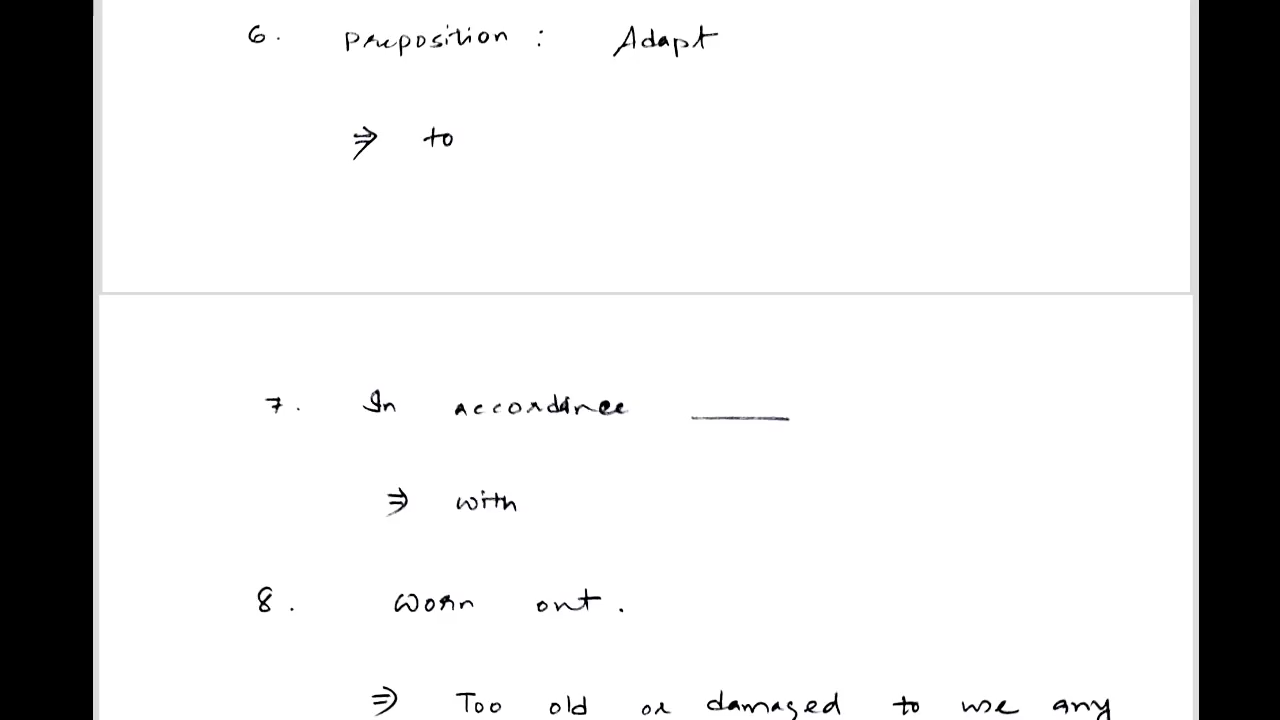 6. Preposition : Adapt
⇒ to
7. In accordance ______
⇒ with
8. Worn out.
⇒ Too old or damaged to use any